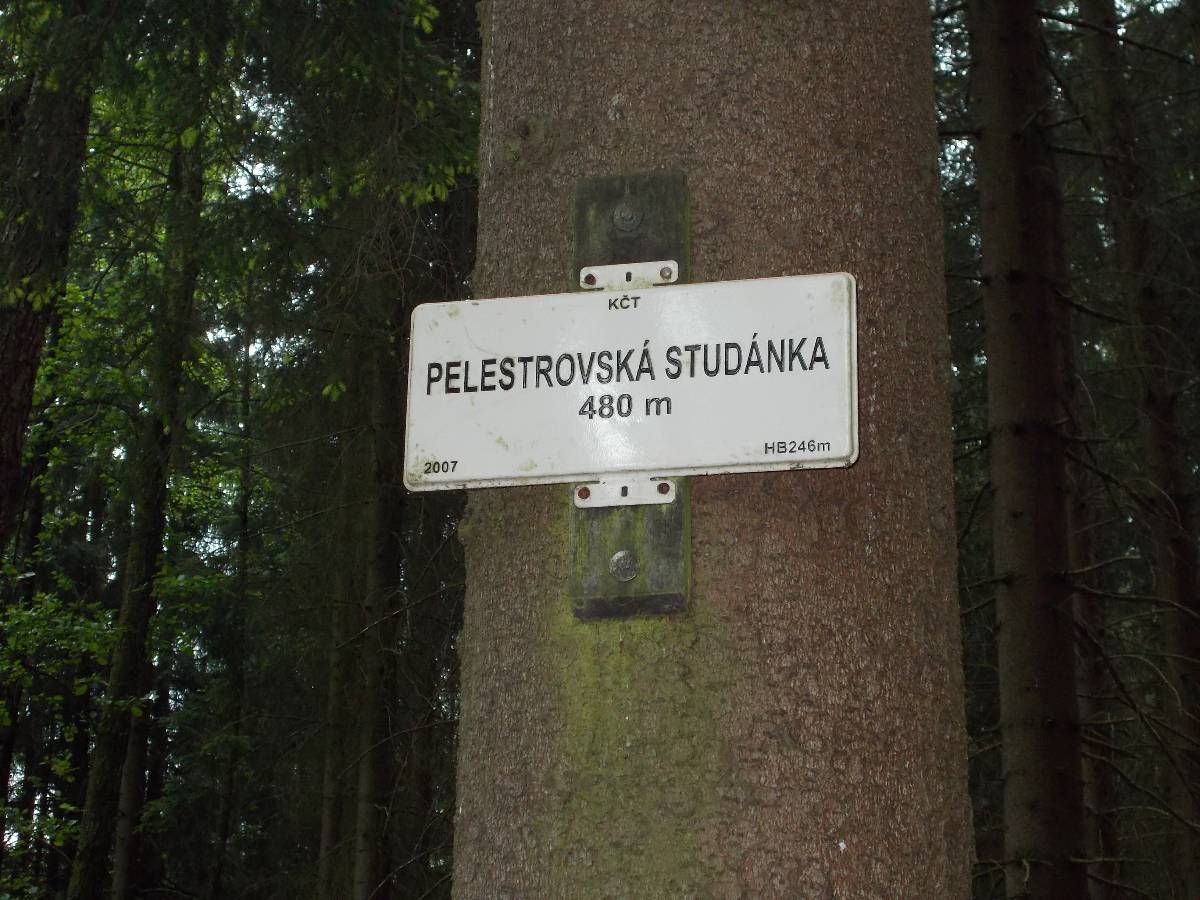 KČT
PELESTROVSKÁ STUDÁNKA
480 m
2007 HB246m